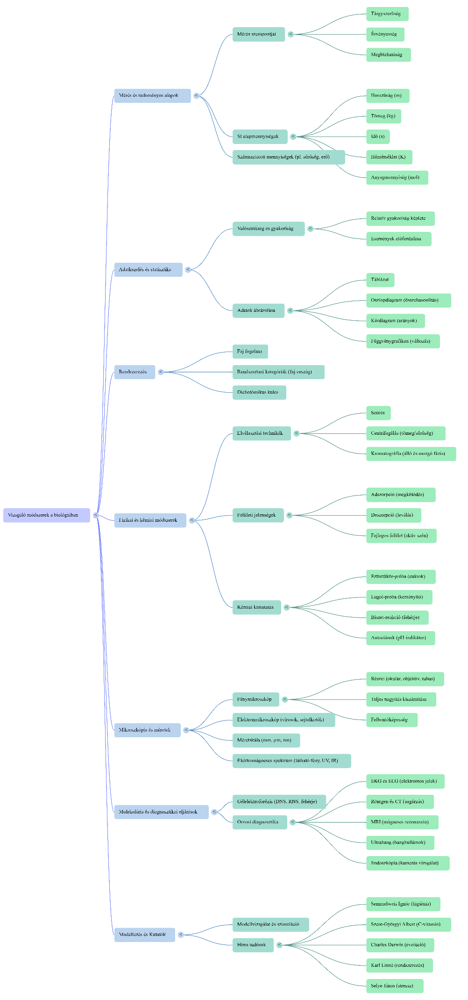 Vizsgáló módszerek a biológiában
Mérés és tudományos alapok
Mérés szempontjai
Tárgyszerűség
Érvényesség
Megbízhatóság
SI alapmennyiségek
Hosszúság (m)
Tömeg (kg)
Idő (s)
Hőmérséklet (K)
Anyagmennyiség (mol)
Származtatott mennyiségek (pl. sűrűség, erő)
Adatkezelés és statisztika
Valószínűség és gyakoriság
Relatív gyakoriság képlete
Események előfordulása
Adatok ábrázolása
Táblázat
Oszlopdiagram (összehasonlítás)
Kördiagram (arányok)
Függvénygrafikon (változás)
Rendszerezés
Faj fogalma
Rendszertani kategóriák (faj-ország)
Dichotómikus kulcs
Fizikai és kémiai módszerek
Elválasztási technikák
Szűrés
Centrifugálás (tömeg/sűrűség)
Kromatográfia (álló és mozgó fázis)
Felületi jelenségek
Adszorpció (megkötődés)
Deszorpció (leválás)
Fajlagos felület (aktív szén)
Kémiai kimutatás
Ezüsttükör-próba (cukrok)
Lugol-próba (keményítő)
Biuret-reakció (fehérje)
Antociánok (pH-indikátor)
Mikroszkópia és méretek
Fénymikroszkóp
Részei (okulár, objektív, tubus)
Teljes nagyítás kiszámítása
Felbontóképesség
Elektronmikroszkóp (vírusok, sejtalkotók)
Méretskála (mm, µm, nm)
Elektromágneses spektrum (látható fény, UV, IR)
Molekuláris és diagnosztikai eljárások
Gélelektroforézis (DNS, RNS, fehérje)
Orvosi diagnosztika
EKG és EEG (elektromos jelek)
Röntgen és CT (sugárzás)
MRI (mágneses rezonancia)
Ultrahang (hanghullámok)
Endoszkópia (kamerás vizsgálat)
Modellezés és Kutatók
Modellvizsgálat és szimuláció
Híres tudósok
Semmelweis Ignác (higiénia)
Szent-Györgyi Albert (C-vitamin)
Charles Darwin (evolúció)
Karl Linné (rendszerezés)
Selye János (stressz)